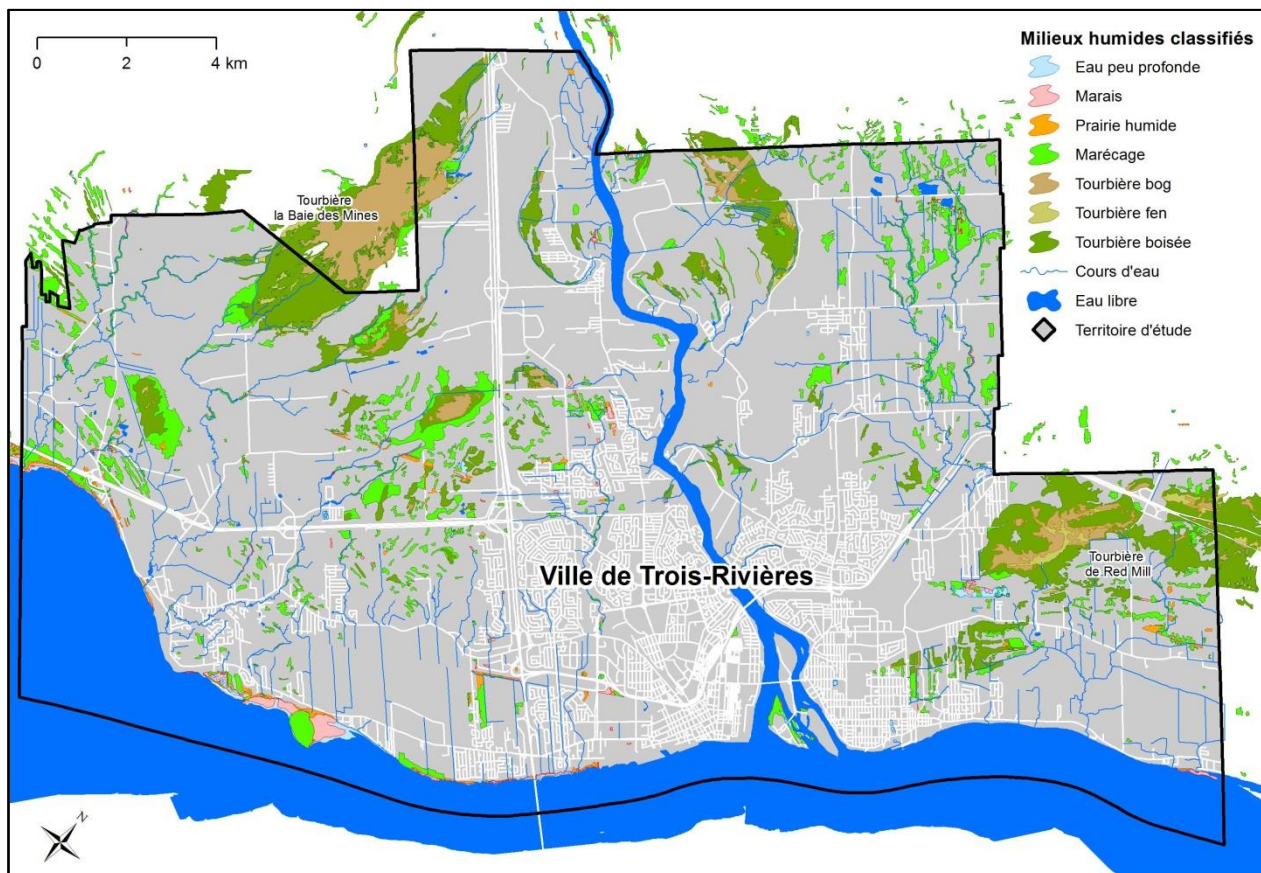 0 2 4 km
Milieux humides classifiés
Eau peu profonde
Marais
Prairie humide
Marécage
Tourbière bog
Tourbière fen
Tourbière boisée
Cours d'eau
Eau libre
Territoire d'étude
Tourbière
la Baie des Mines
Tourbière
de Red Mill
Ville de Trois-Rivières
N